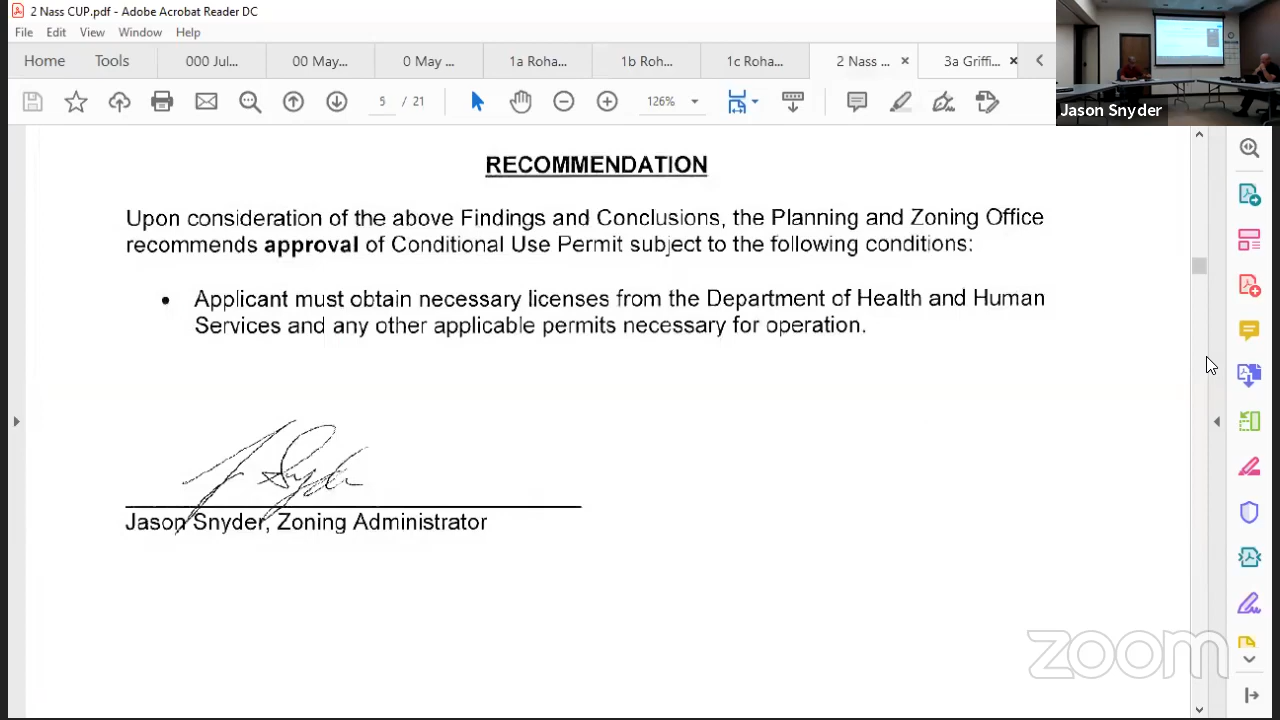 2 Nass CUP.pdf - Adobe Acrobat Reader DC
File Edit View Window Help
Home Tools 000 Jul... 00 May... 0 May ... 1a Roha... 1b Roh... 1c Roha... 2 Nass ... × 3a Griffi... ×
5 / 21 126%
Jason Snyder
RECOMMENDATION
Upon consideration of the above Findings and Conclusions, the Planning and Zoning Office
recommends approval of Conditional Use Permit subject to the following conditions:
• Applicant must obtain necessary licenses from the Department of Health and Human
Services and any other applicable permits necessary for operation.
J Snyder
Jason Snyder, Zoning Administrator
zoom